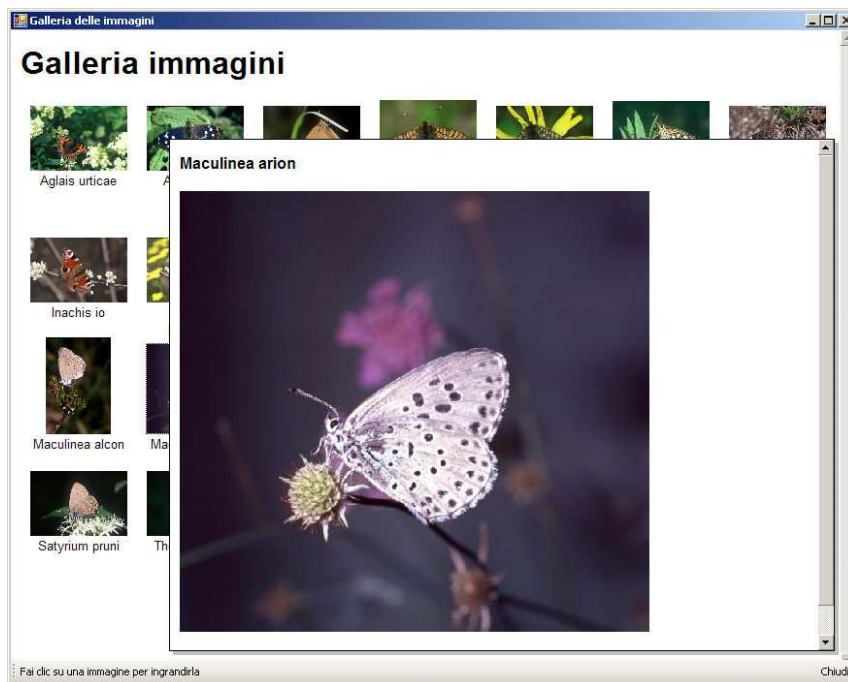 Galleria delle immagini
Galleria immagini
Aglais urticae
Maculinea arion
Inachis io
Maculinea alcon
Satyrium pruni
Fai clic su una immagine per ingrandirla
Chiudi